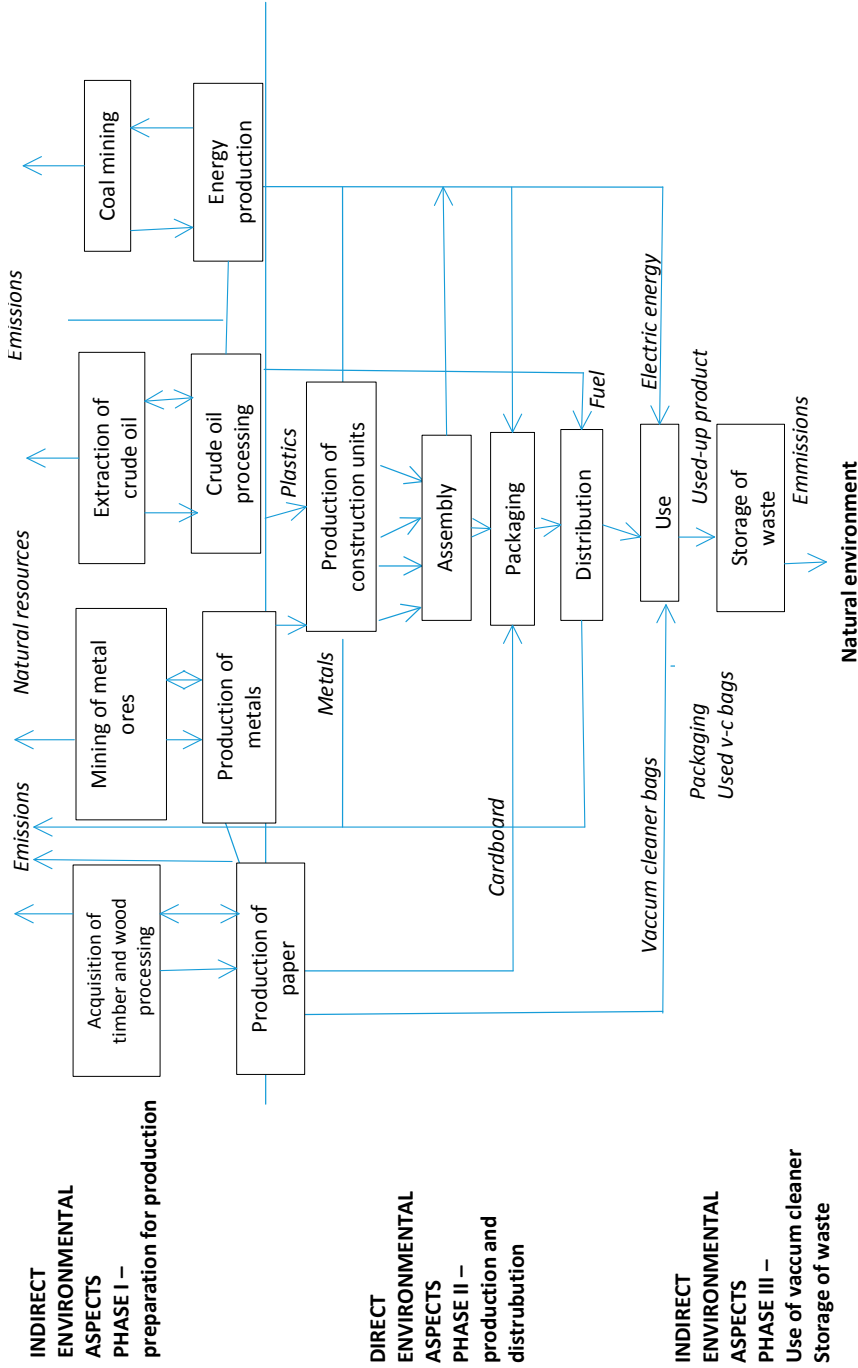 INDIRECT
ENVIRONMENTAL
ASPECTS
PHASE I –
preparation for production
Emissions
Natural resources
Emissions
Acquisition of
timber and wood
processing
Mining of metal
ores
Extraction of
crude oil
Coal mining
Production of
paper
Production of
metals
Crude oil
processing
Energy
production
DIRECT
ENVIRONMENTAL
ASPECTS
PHASE II –
production and
distrubution
Metals
Plastics
Production of
construction units
Assembly
Cardboard
Packaging
Fuel
Distribution
INDIRECT
ENVIRONMENTAL
ASPECTS
PHASE III –
Use of vaccum cleaner
Storage of waste
Vaccum cleaner bags
Electric energy
Use
Packaging
Used v-c bags
Used-up product
Storage of
waste
Emmissions
Natural environment